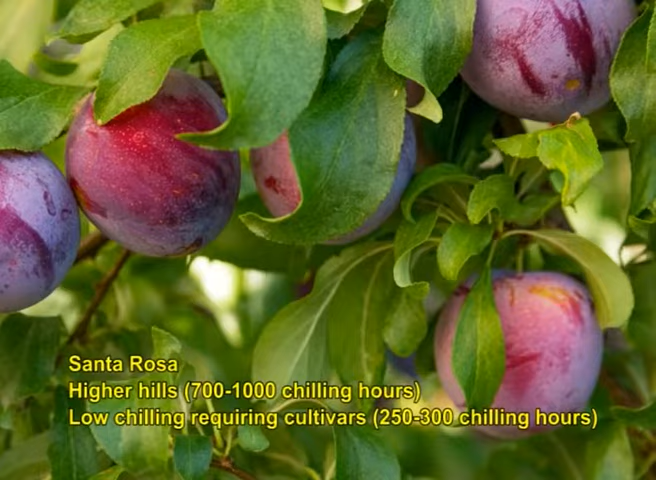 Santa Rosa
Higher hills (700-1000 chilling hours)
Low chilling requiring cultivars (250-300 chilling hours)